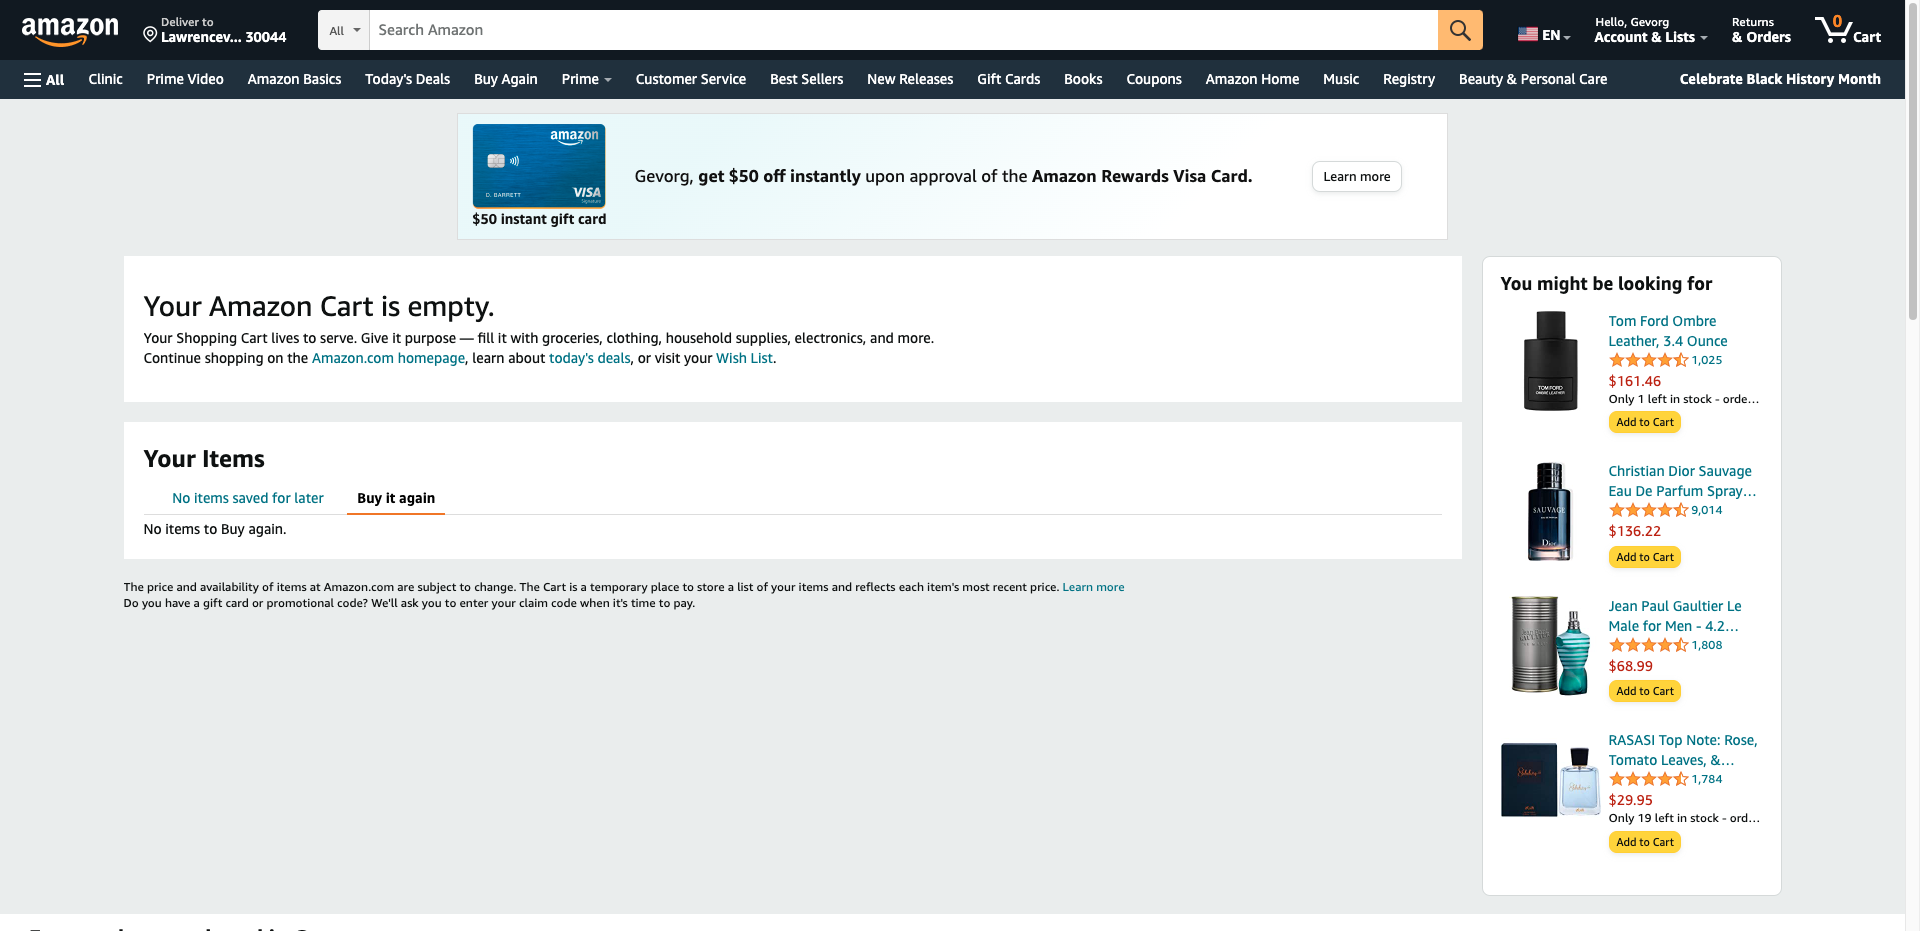 amazon
Deliver to
Lawrencev... 30044
All
Search Amazon
EN
Hello, Gevorg
Account & Lists
Returns
& Orders
0
Cart
All
Clinic
Prime Video
Amazon Basics
Today's Deals
Buy Again
Prime
Customer Service
Best Sellers
New Releases
Gift Cards
Books
Coupons
Amazon Home
Music
Registry
Beauty & Personal Care
Celebrate Black History Month
amazon
D. BARRETT
VISA
Signature
$50 instant gift card
Gevorg, get $50 off instantly upon approval of the Amazon Rewards Visa Card.
Learn more
Your Amazon Cart is empty.
Your Shopping Cart lives to serve. Give it purpose — fill it with groceries, clothing, household supplies, electronics, and more.
Continue shopping on the Amazon.com homepage, learn about today's deals, or visit your Wish List.
Your Items
No items saved for later
Buy it again
No items to Buy again.
The price and availability of items at Amazon.com are subject to change. The Cart is a temporary place to store a list of your items and reflects each item's most recent price. Learn more
Do you have a gift card or promotional code? We'll ask you to enter your claim code when it's time to pay.
You might be looking for
TOM FORD
OMBRÉ LEATHER
Tom Ford Ombre
Leather, 3.4 Ounce
1,025
$161.46
Only 1 left in stock - orde...
Add to Cart
SAUVAGE
Dior
Christian Dior Sauvage
Eau De Parfum Spray...
9,014
$136.22
Add to Cart
Jean Paul Gaultier Le
Male for Men - 4.2...
1,808
$68.99
Add to Cart
RASASI Top Note: Rose,
Tomato Leaves, &...
1,784
$29.95
Only 19 left in stock - ord...
Add to Cart